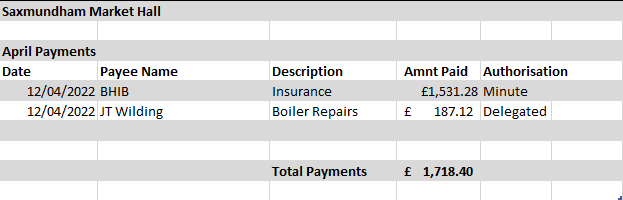 Saxmundham Market Hall
April Payments
Date Payee Name Description Amnt Paid Authorisation
12/04/2022 BHIB Insurance £1,531.28 Minute
12/04/2022 JT Wilding Boiler Repairs £ 187.12 Delegated
Total Payments £ 1,718.40